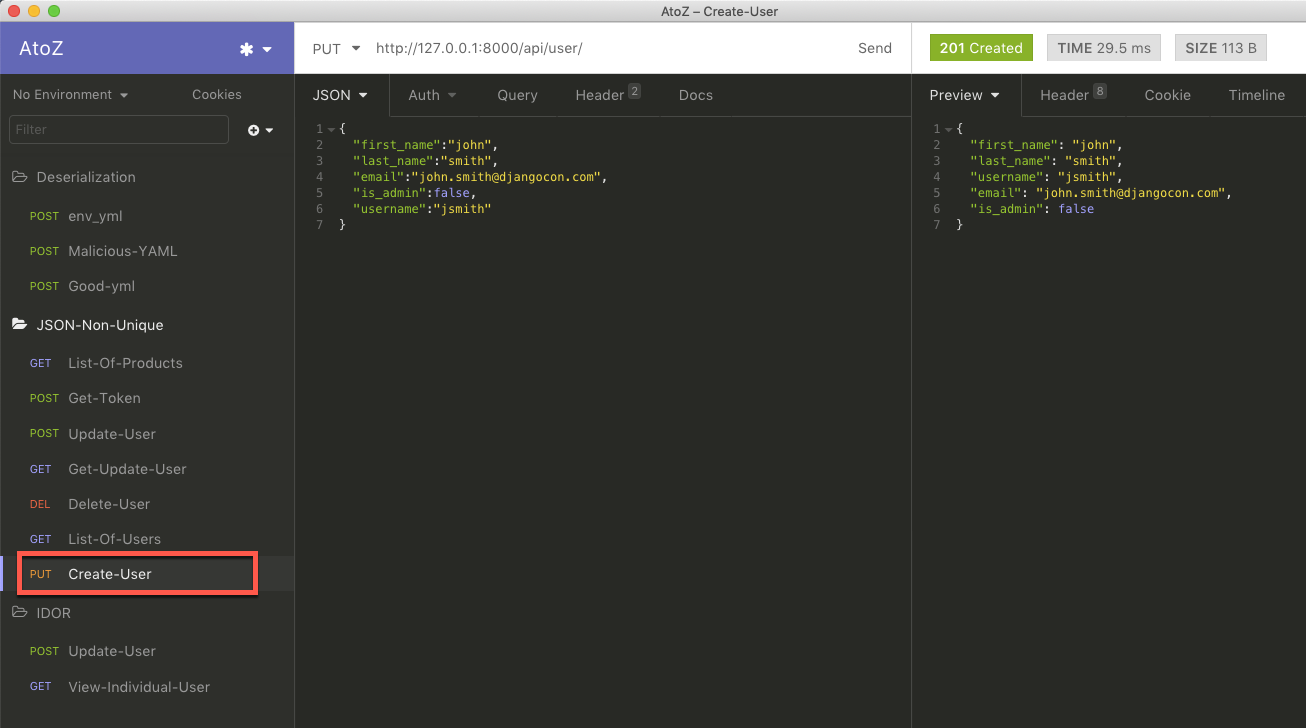 AtoZ – Create-User
AtoZ
PUT http://127.0.0.1:8000/api/user/ Send
201 Created TIME 29.5 ms SIZE 113 B
No Environment Cookies
Filter
Deserialization
POST env_yml
POST Malicious-YAML
POST Good-yml
JSON-Non-Unique
GET List-Of-Products
POST Get-Token
POST Update-User
GET Get-Update-User
DEL Delete-User
GET List-Of-Users
PUT Create-User
IDOR
POST Update-User
GET View-Individual-User
JSON Auth Query Header 2 Docs
1 {
2 "first_name":"john",
3 "last_name":"smith",
4 "email":"john.smith@djangocon.com",
5 "is_admin":false,
6 "username":"jsmith"
7 }
Preview Header 8 Cookie Timeline
1 {
2 "first_name": "john",
3 "last_name": "smith",
4 "username": "jsmith",
5 "email": "john.smith@djangocon.com",
6 "is_admin": false
7 }